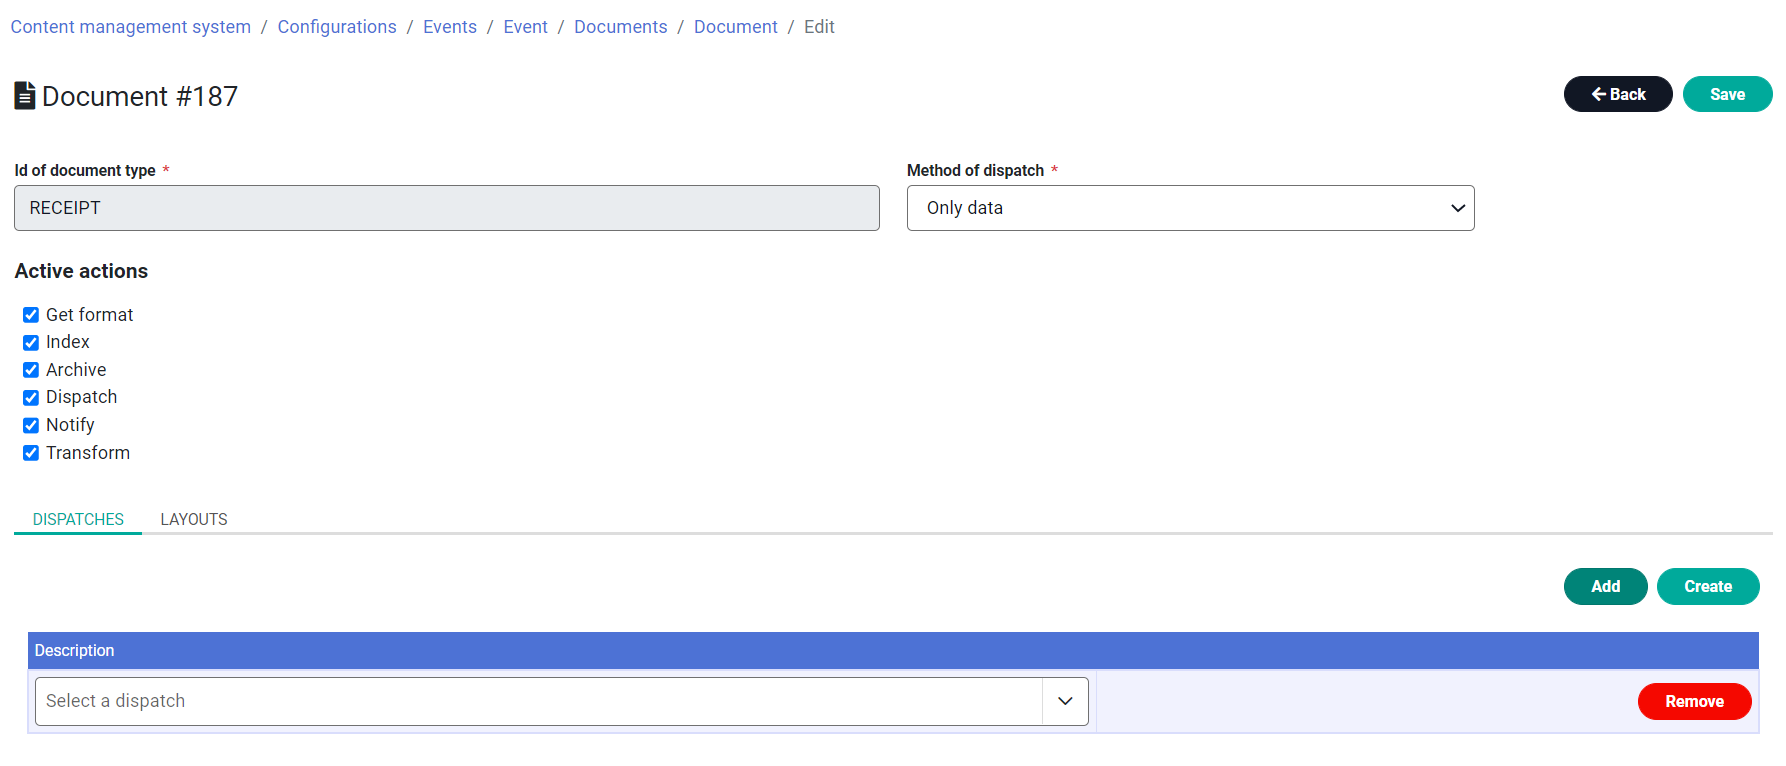 Content management system / Configurations / Events / Event / Documents / Document / Edit
Document #187
Back
Save
Id of document type *
Method of dispatch *
RECEIPT
Only data
Active actions
Get format
Index
Archive
Dispatch
Notify
Transform
DISPATCHES
LAYOUTS
Add
Create
Description
Select a dispatch
Remove